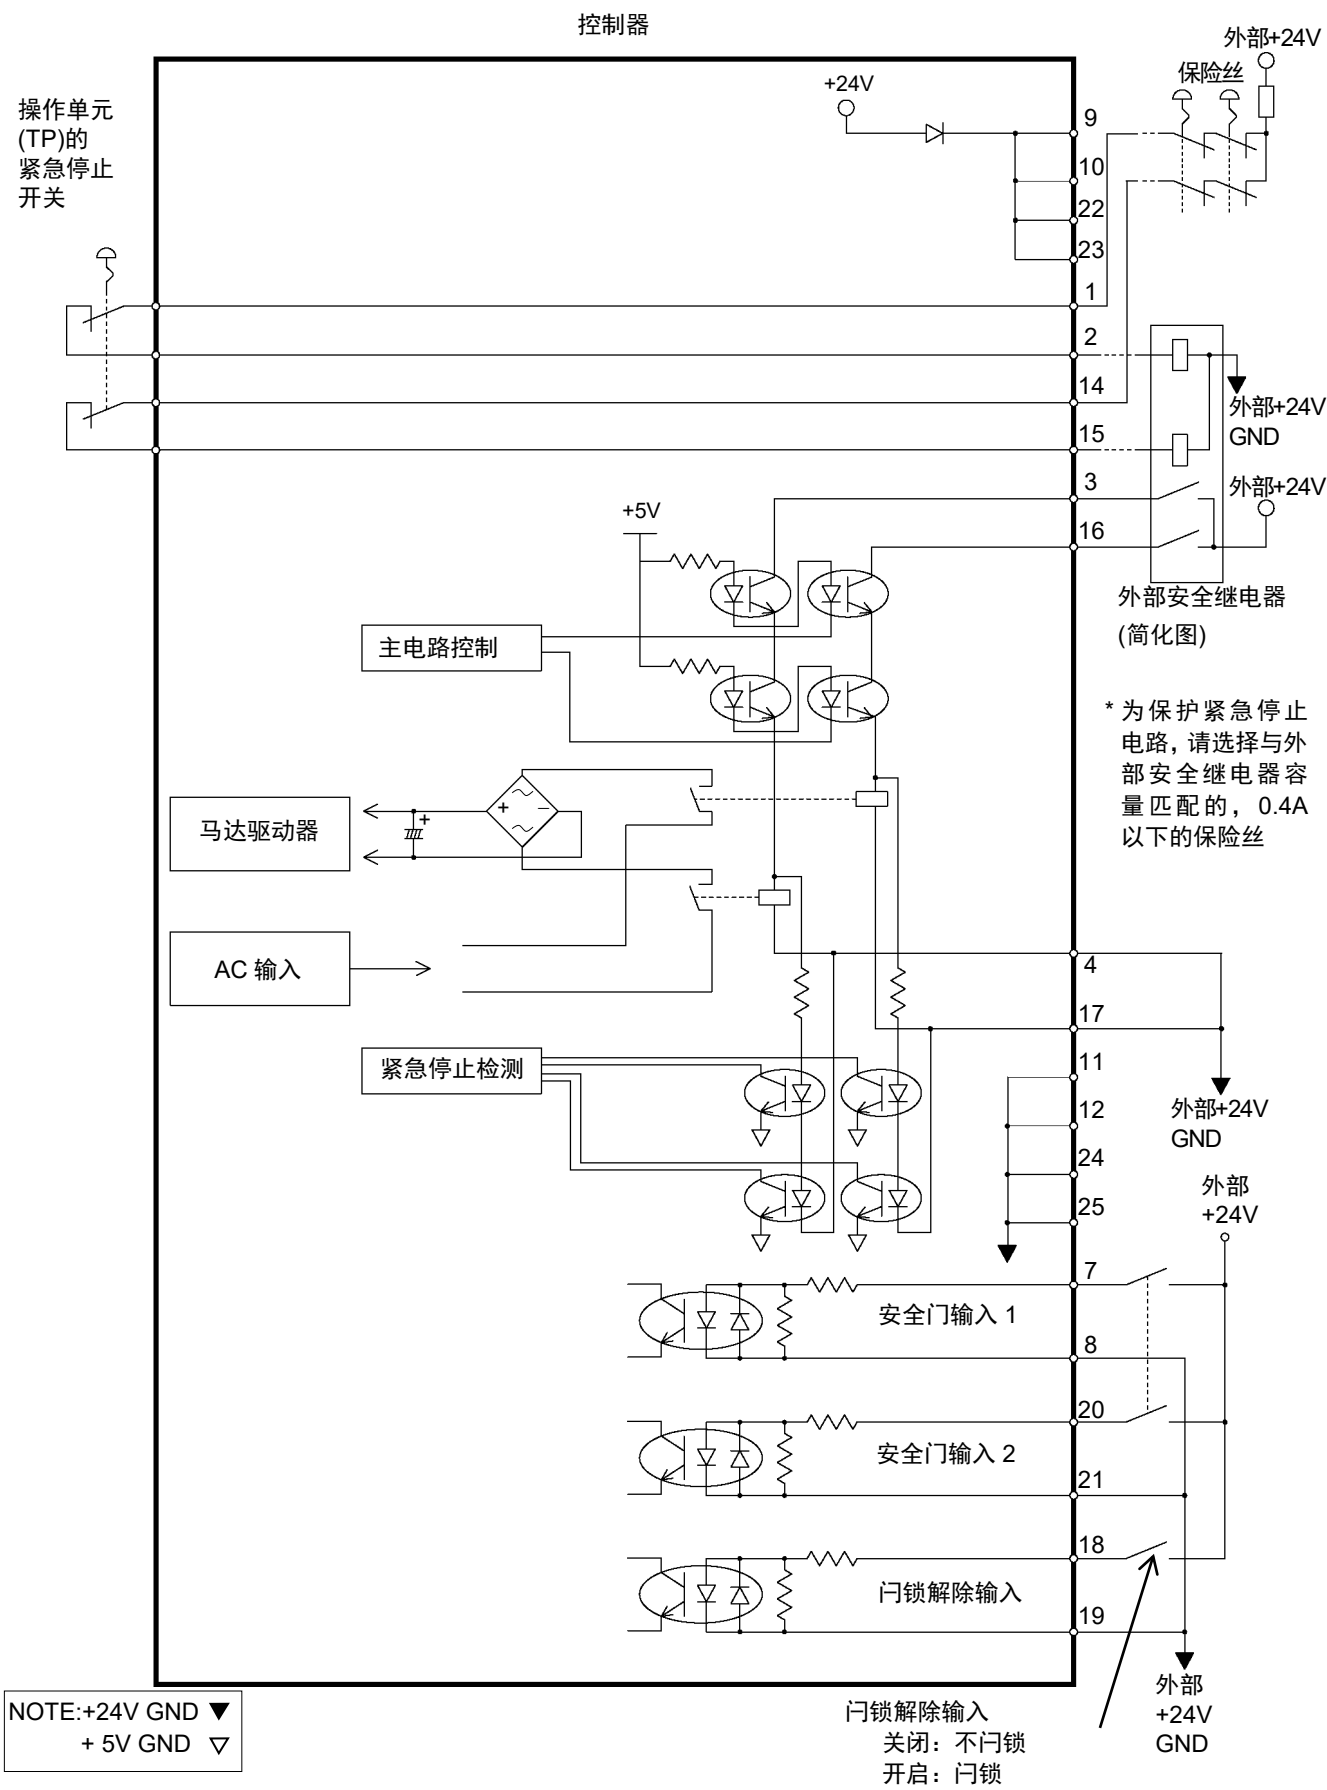 控制器
外部+24V
保险丝
+24V
操作单元
(TP)的
紧急停止
开关
9
10
22
23
1
2
14
外部+24V
GND
15
3
外部+24V
+5V
16
外部安全继电器
(简化图)
主电路控制
* 为保护紧急停止
电路，请选择与外
部安全继电器容
量匹配的，0.4A
以下的保险丝
马达驱动器
+
+
−
AC 输入
4
17
紧急停止检测
11
12
外部+24V
GND
24
25
外部
+24V
7
安全门输入 1
8
20
安全门输入 2
21
18
闩锁解除输入
19
外部
+24V
GND
NOTE:+24V GND ▼
+ 5V GND ▽
闩锁解除输入
关闭：不闩锁
开启：闩锁